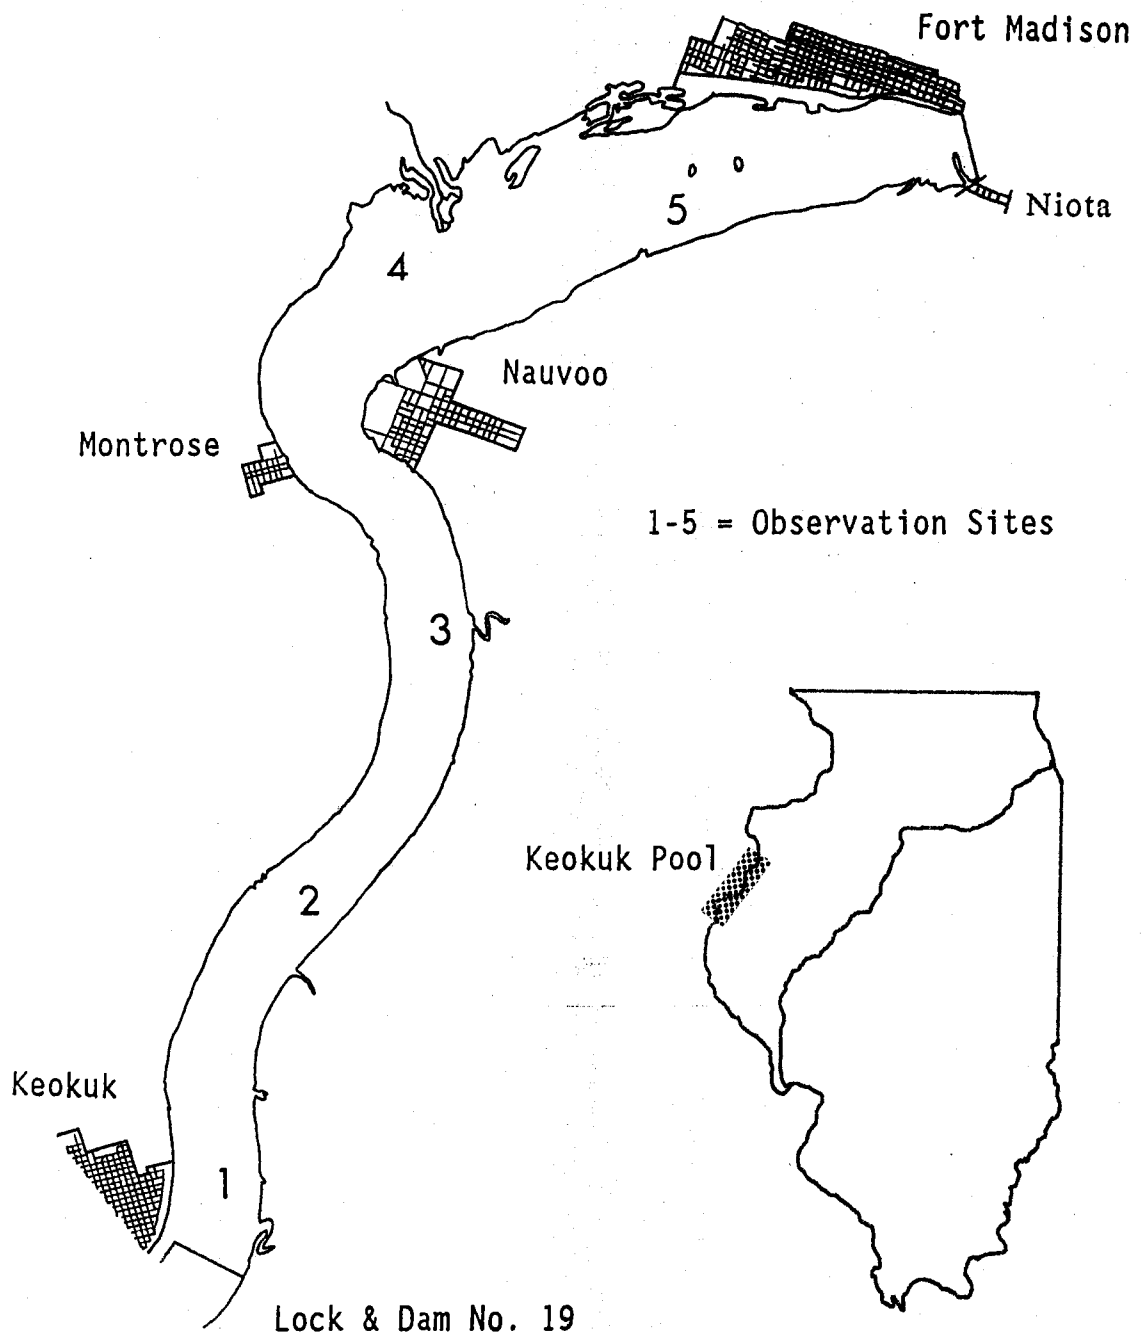 Fort Madison
Niota
5
4
Nauvoo
Montrose
1-5 = Observation Sites
3
Keokuk Pool
2
Keokuk
1
Lock & Dam No. 19